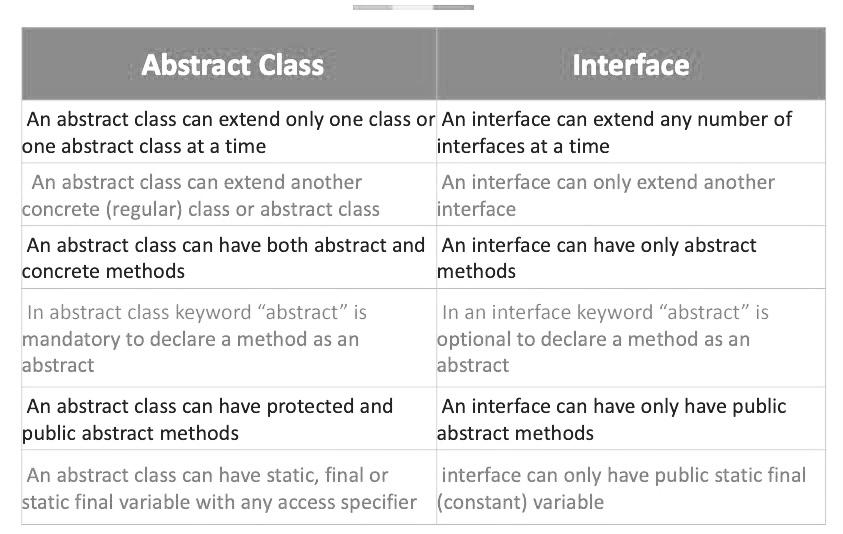 Abstract Class
Interface
An abstract class can extend only one class or
one abstract class at a time
An interface can extend any number of
interfaces at a time
An abstract class can extend another
concrete (regular) class or abstract class
An interface can only extend another
interface
An abstract class can have both abstract and
concrete methods
An interface can have only abstract
methods
In abstract class keyword “abstract” is
mandatory to declare a method as an
abstract
In an interface keyword “abstract” is
optional to declare a method as an
abstract
An abstract class can have protected and
public abstract methods
An interface can have only have public
abstract methods
An abstract class can have static, final or
static final variable with any access specifier
interface can only have public static final
(constant) variable